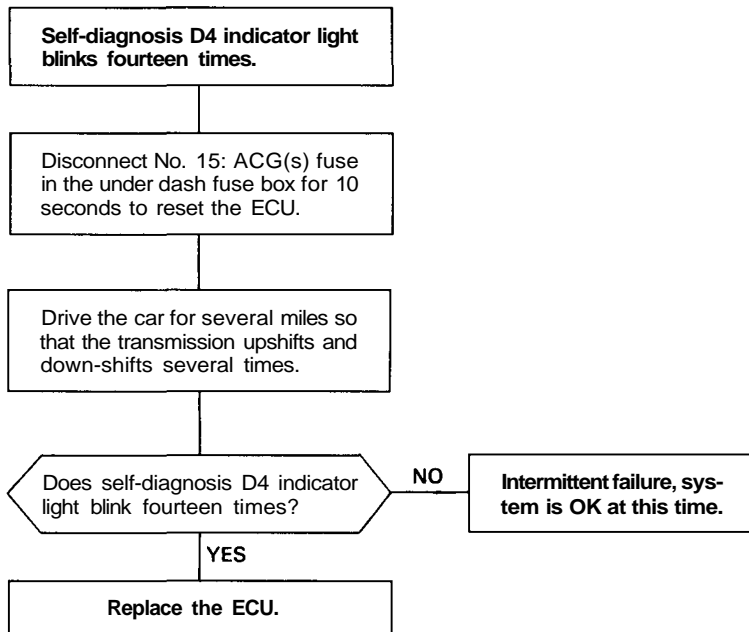 Self-diagnosis D4 indicator light
blinks fourteen times.
Disconnect No. 15: ACG(s) fuse
in the under dash fuse box for 10
seconds to reset the ECU.
Drive the car for several miles so
that the transmission upshifts and
down-shifts several times.
Does self-diagnosis D4 indicator
light blink fourteen times?
NO
Intermittent failure, sys-
tem is OK at this time.
YES
Replace the ECU.